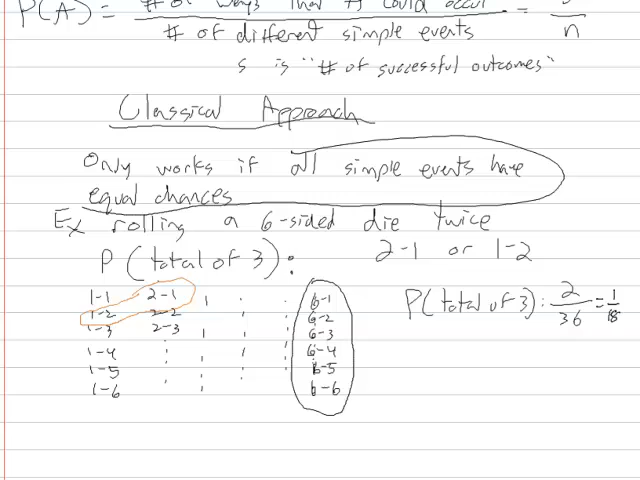 P(A) = # of ways that A could occur = s
# of different simple events n
s is "# of successful outcomes"
Classical Approach
Only works if all simple events have
equal chances
Ex rolling a 6-sided die twice
P (total of 3): 2-1 or 1-2
1-1 2-1 6-1 P(total of 3): 2/36 = 1/18
1-2 2-2 6-2
1-3 2-3 6-3
1-4 6-4
1-5 6-5
1-6 6-6